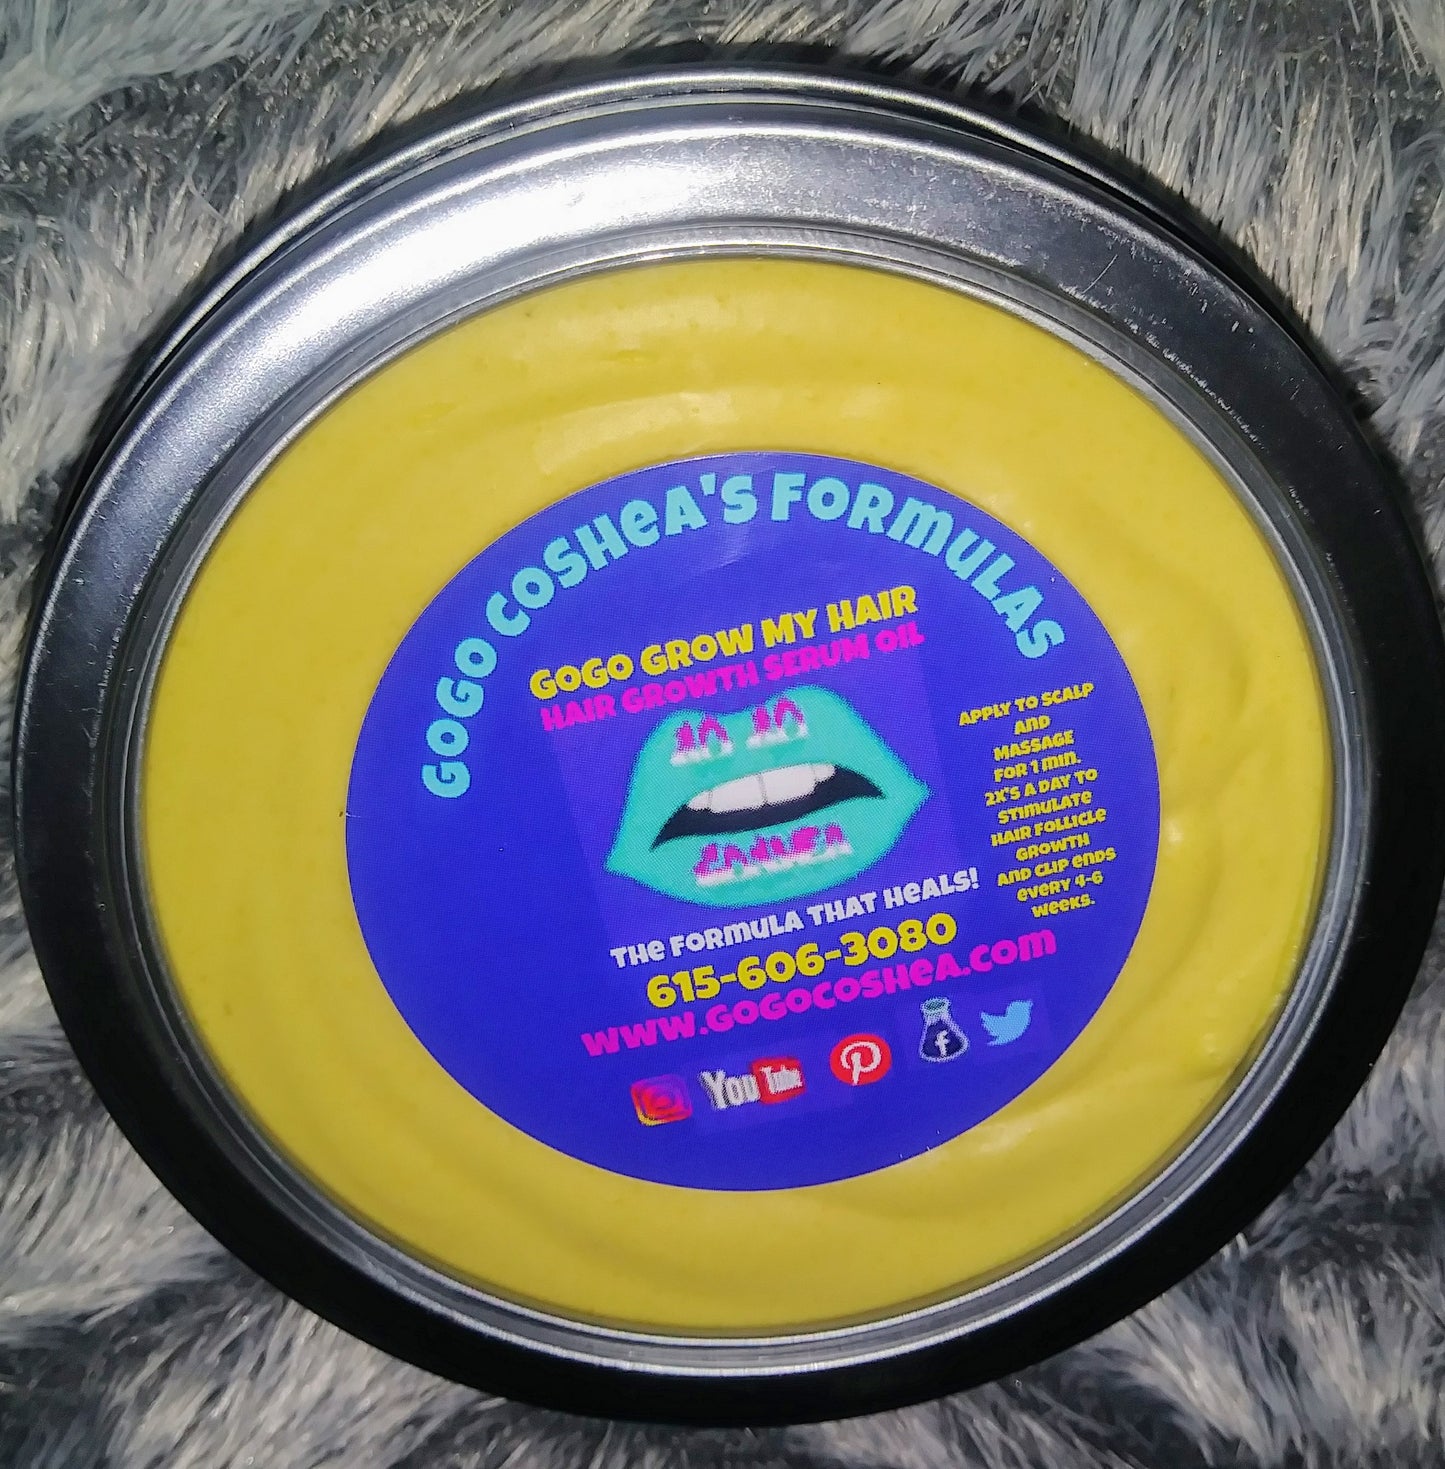 GOGO COSHEA'S FORMULAS
GOGO GROW MY HAIR
HAIR GROWTH SERUM OIL
APPLY TO SCALP
AND
MASSAGE
FOR 1 MIN.
2X'S A DAY TO
STIMULATE
HAIR FOLLICLE
GROWTH
AND CLIP ENDS
EVERY 4-6
WEEKS.
THE FORMULA THAT HEALS!
615-606-3080
WWW.GOGOCOSHEA.COM
You Tube
f